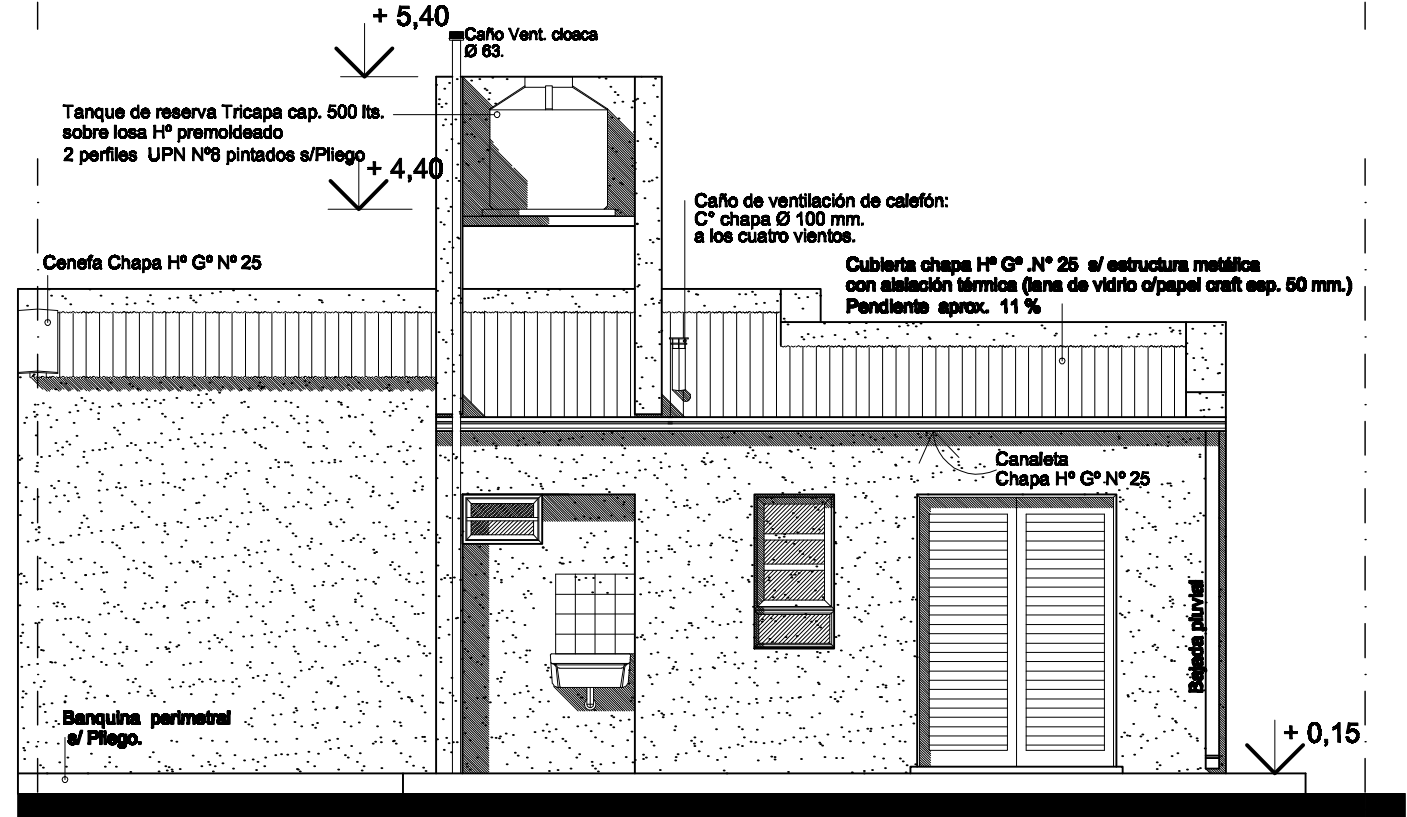 + 5,40
Caño Vent. cloaca
Ø 63.
Tanque de reserva Tricapa cap. 500 lts.
sobre losa Hº premoldeado
2 perfiles UPN Nº8 pintados s/Pliego
+ 4,40
Caño de ventilación de calefón:
C° chapa Ø 100 mm.
a los cuatro vientos.
Cenefa Chapa Hº Gº Nº 25
Cubierta chapa Hº Gº .N° 25 s/ estructura metálica
con aislación térmica (lana de vidrio c/papel craft esp. 50 mm.)
Pendiente aprox. 11 %
Canaleta
Chapa Hº Gº Nº 25
Bajada pluvial
Banquina perimetral
s/ Pliego.
+ 0,15